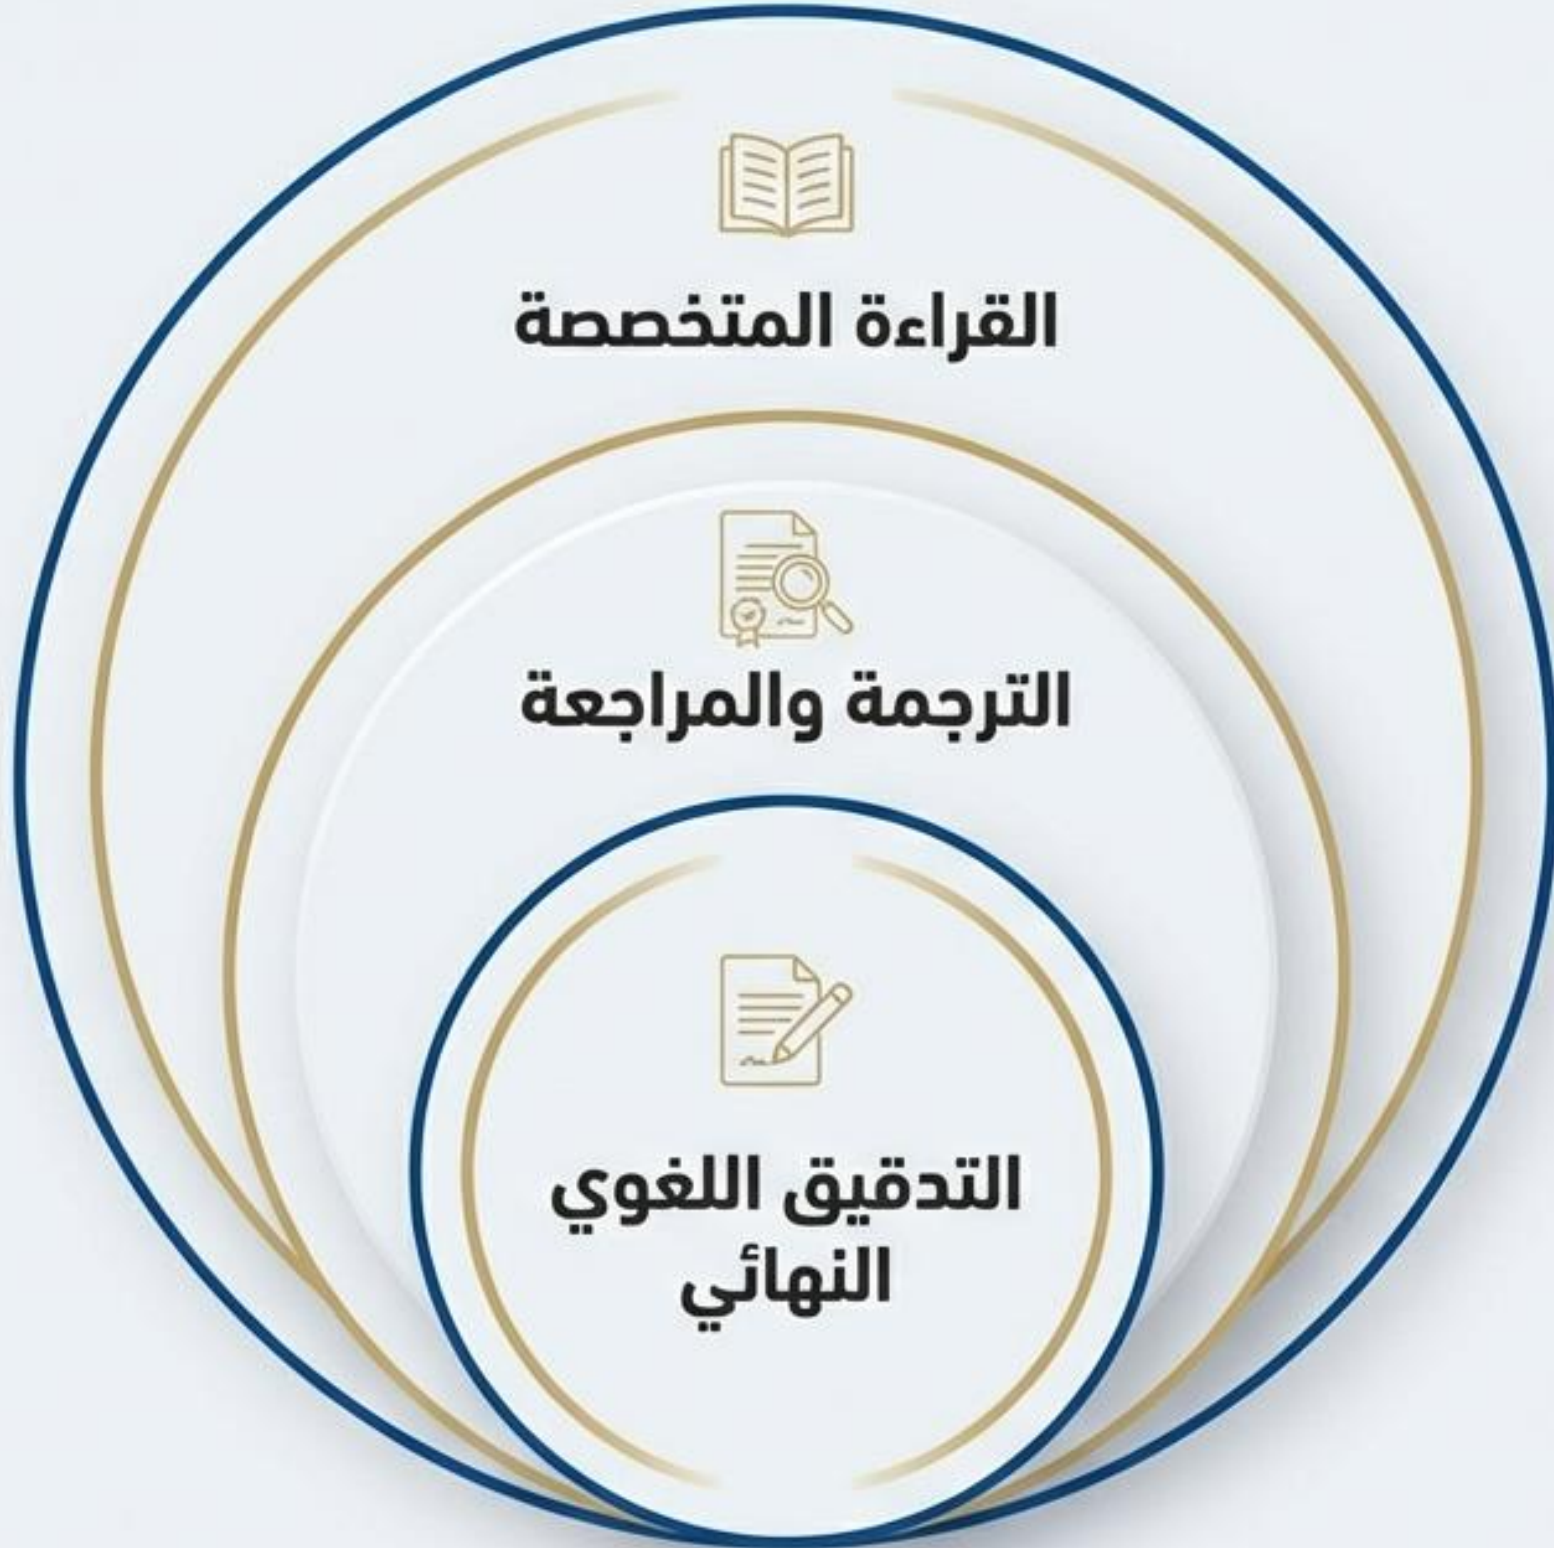 القراءة المتخصصة
الترجمة والمراجعة
التدقيق اللغوي
النهائي